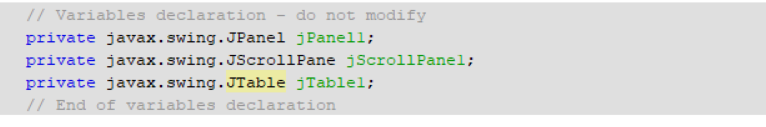 // Variables declaration - do not modify
private javax.swing.JPanel jPanel1;
private javax.swing.JScrollPane jScrollPane1;
private javax.swing.JTable jTable1;
// End of variables declaration